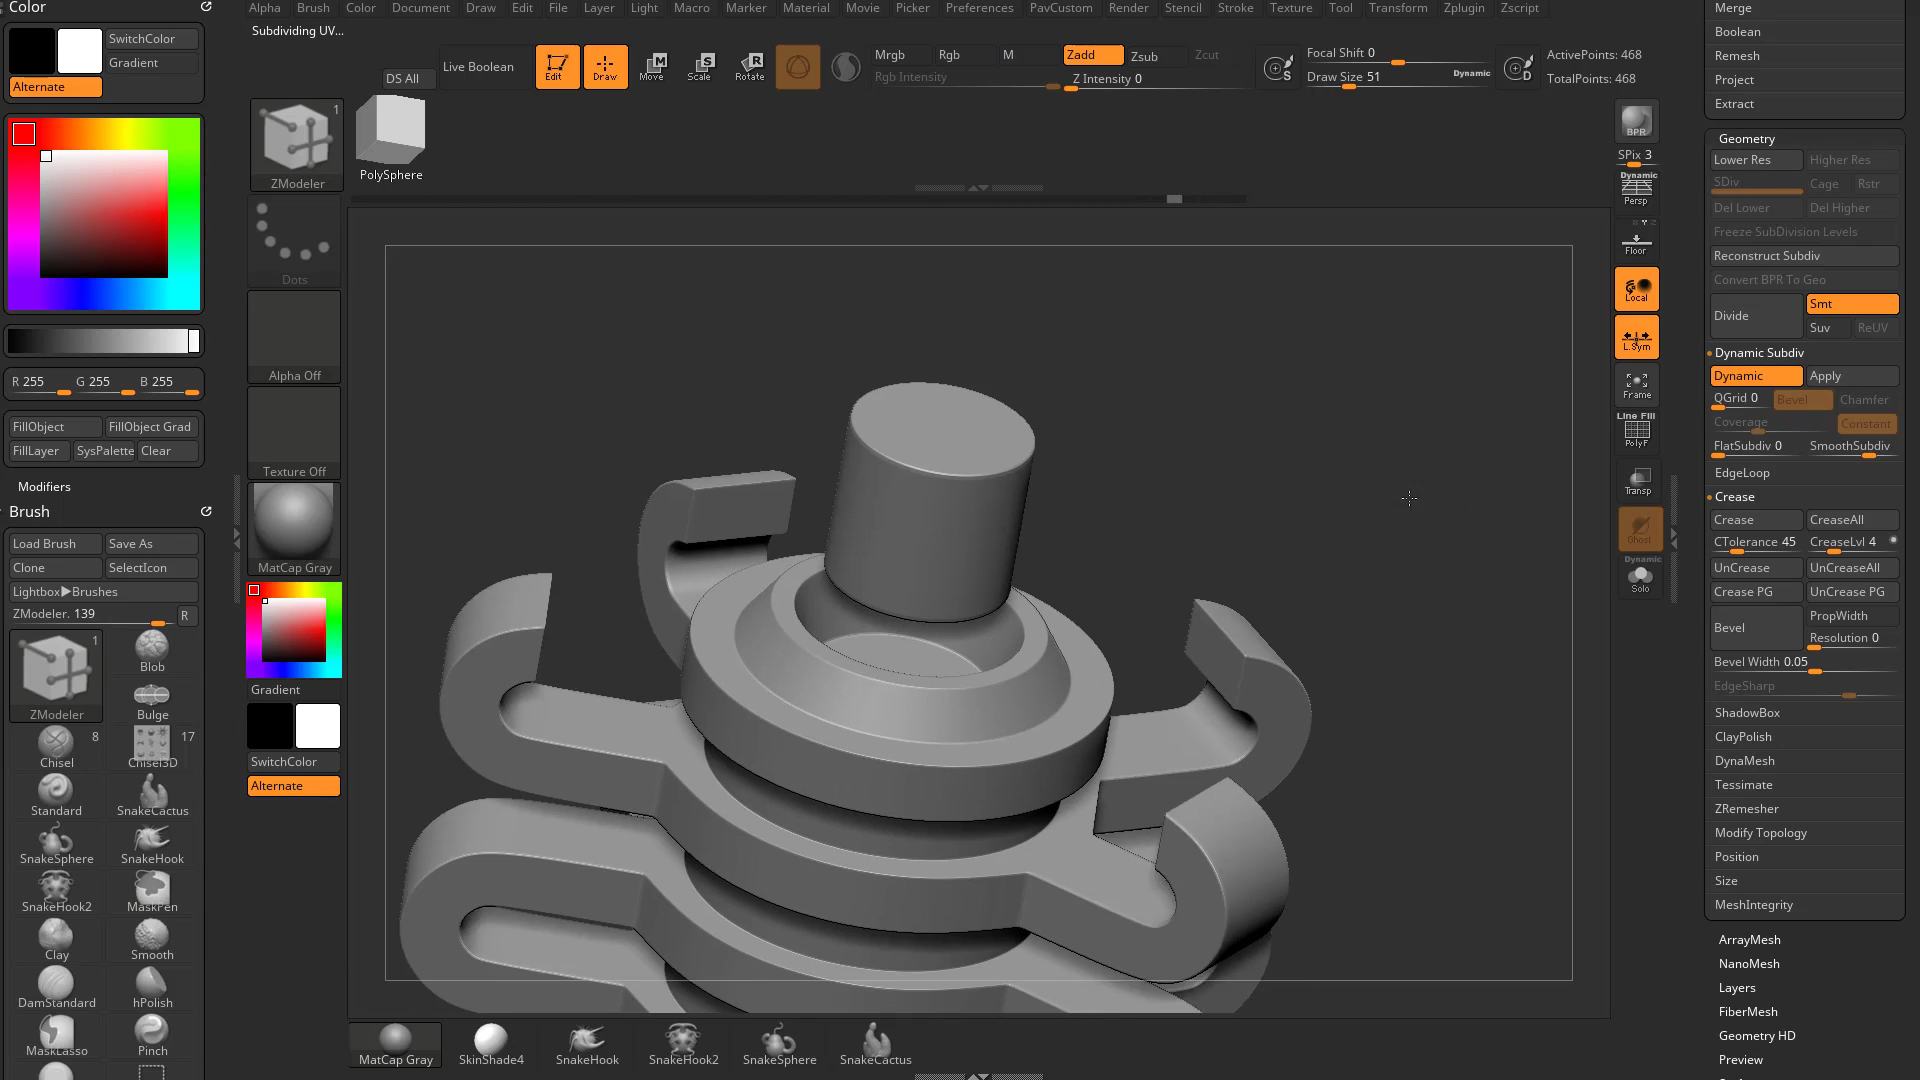 Color
Alpha Brush Color Document Draw Edit File Layer Light Macro Marker Material Movie Picker Preferences PavCustom Render Stencil Stroke Texture Tool Transform Zplugin Zscript
Subdividing UV...
SwitchColor
Gradient
Alternate
DS All
Live Boolean
Edit
Draw
Move
Scale
Rotate
Mrgb Rgb M Zadd Zsub Zcut
Rgb Intensity
Z Intensity 0
Focal Shift 0
Draw Size 51
Dynamic
S
D
ActivePoints: 468
TotalPoints: 468
1
ZModeler
PolySphere
Dots
Alpha Off
Texture Off
MatCap Gray
Gradient
SwitchColor
Alternate
R 255 G 255 B 255
FillObject FillObject Grad
FillLayer SysPalette Clear
Modifiers
Brush
Load Brush Save As
Clone SelectIcon
Lightbox▶Brushes
ZModeler. 139 R
1
ZModeler
Blob
Bulge
Chisel 8
Chisel3D 17
Standard SnakeCactus
SnakeSphere SnakeHook
SnakeHook2 MaskPen
Clay Smooth
DamStandard hPolish
MaskLasso Pinch
MatCap Gray SkinShade4 SnakeHook SnakeHook2 SnakeSphere SnakeCactus
BPR
SPix 3
Dynamic
Persp
Floor
Local
L.Sym
Frame
Line Fill
PolyF
Transp
Ghost
Dynamic
Solo
Merge
Boolean
Remesh
Project
Extract
Geometry
Lower Res Higher Res
SDiv Cage Rstr
Del Lower Del Higher
Freeze SubDivision Levels
Reconstruct Subdiv
Convert BPR To Geo
Divide Smt
Suv ReUV
Dynamic Subdiv
Dynamic Apply
QGrid 0 Bevel Chamfer
Coverage Constant
FlatSubdiv 0 SmoothSubdiv
EdgeLoop
Crease
Crease CreaseAll
CTolerance 45 CreaseLvl 4
UnCrease UnCreaseAll
Crease PG UnCrease PG
Bevel PropWidth
Resolution 0
Bevel Width 0.05
EdgeSharp
ShadowBox
ClayPolish
DynaMesh
Tessimate
ZRemesher
Modify Topology
Position
Size
MeshIntegrity
ArrayMesh
NanoMesh
Layers
FiberMesh
Geometry HD
Preview